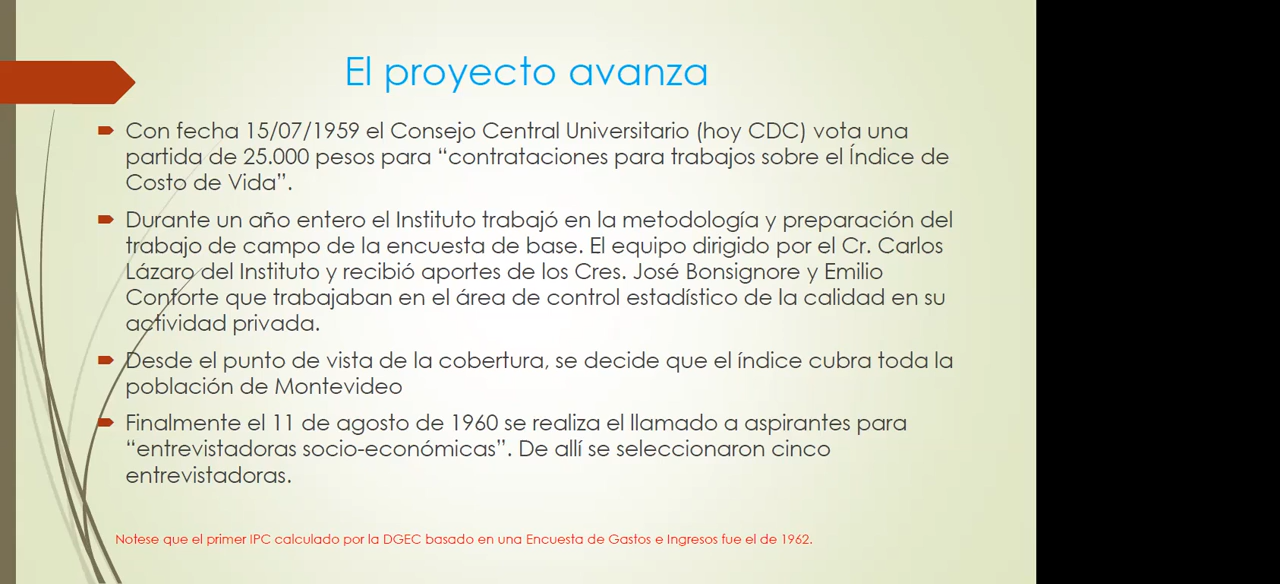 El proyecto avanza
Con fecha 15/07/1959 el Consejo Central Universitario (hoy CDC) vota una
partida de 25.000 pesos para “contrataciones para trabajos sobre el Índice de
Costo de Vida”.
Durante un año entero el Instituto trabajó en la metodología y preparación del
trabajo de campo de la encuesta de base. El equipo dirigido por el Cr. Carlos
Lázaro del Instituto y recibió aportes de los Cres. José Bonsignore y Emilio
Conforte que trabajaban en el área de control estadístico de la calidad en su
actividad privada.
Desde el punto de vista de la cobertura, se decide que el índice cubra toda la
población de Montevideo
Finalmente el 11 de agosto de 1960 se realiza el llamado a aspirantes para
“entrevistadoras socio-económicas”. De allí se seleccionaron cinco
entrevistadoras.
Notese que el primer IPC calculado por la DGEC basado en una Encuesta de Gastos e Ingresos fue el de 1962.